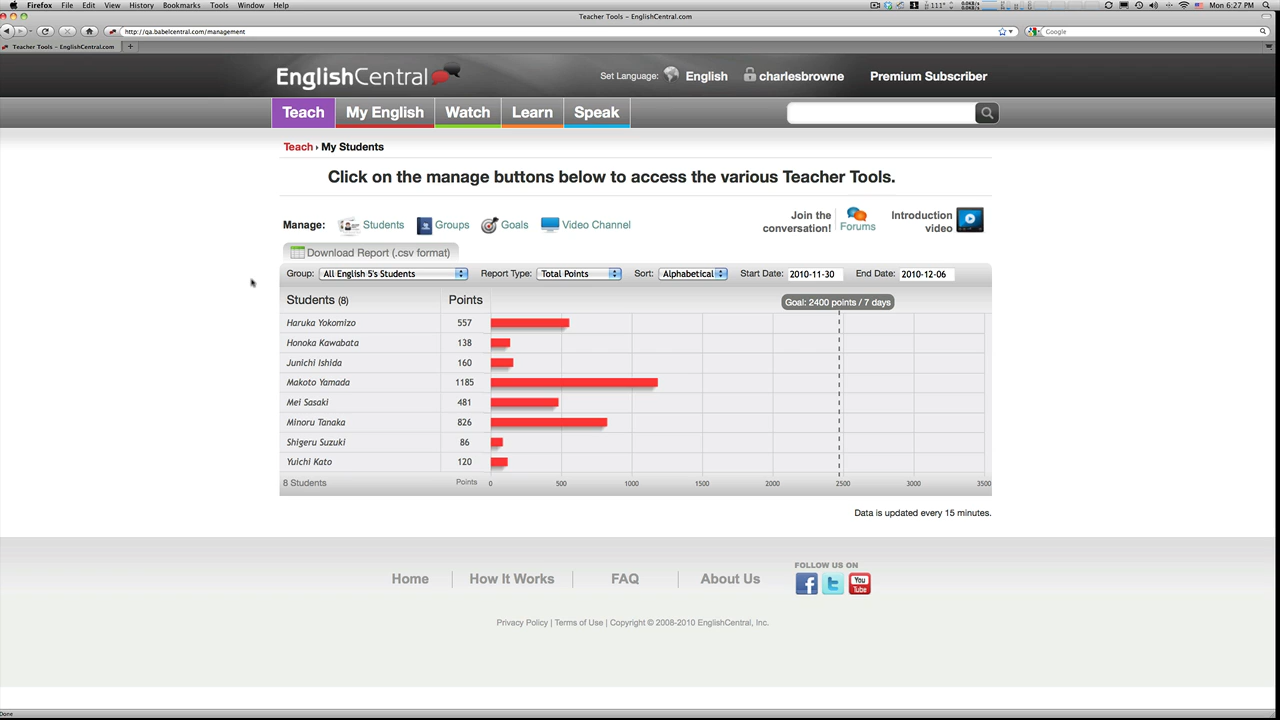 Firefox File Edit View History Bookmarks Tools Window Help 111° Mon 6:27 PM
Teacher Tools – EnglishCentral.com
http://qa.babelcentral.com/management Google
Teacher Tools – EnglishCentral.com +
EnglishCentral Set Language: English charlesbrowne Premium Subscriber
Teach My English Watch Learn Speak
Teach › My Students
Click on the manage buttons below to access the various Teacher Tools.
Manage: Students Groups Goals Video Channel Join the conversation! Forums Introduction video
Download Report (.csv format)
Group: All English 5's Students Report Type: Total Points Sort: Alphabetical Start Date: 2010-11-30 End Date: 2010-12-06
Students (8) Points Goal: 2400 points / 7 days
Haruka Yokomizo 557
Honoka Kawabata 138
Junichi Ishida 160
Makoto Yamada 1185
Mei Sasaki 481
Minoru Tanaka 826
Shigeru Suzuki 86
Yuichi Kato 120
8 Students Points 0 500 1000 1500 2000 2500 3000 3500
Data is updated every 15 minutes.
FOLLOW US ON
Home How It Works FAQ About Us You Tube
Privacy Policy | Terms of Use | Copyright © 2008-2010 EnglishCentral, Inc.
Done